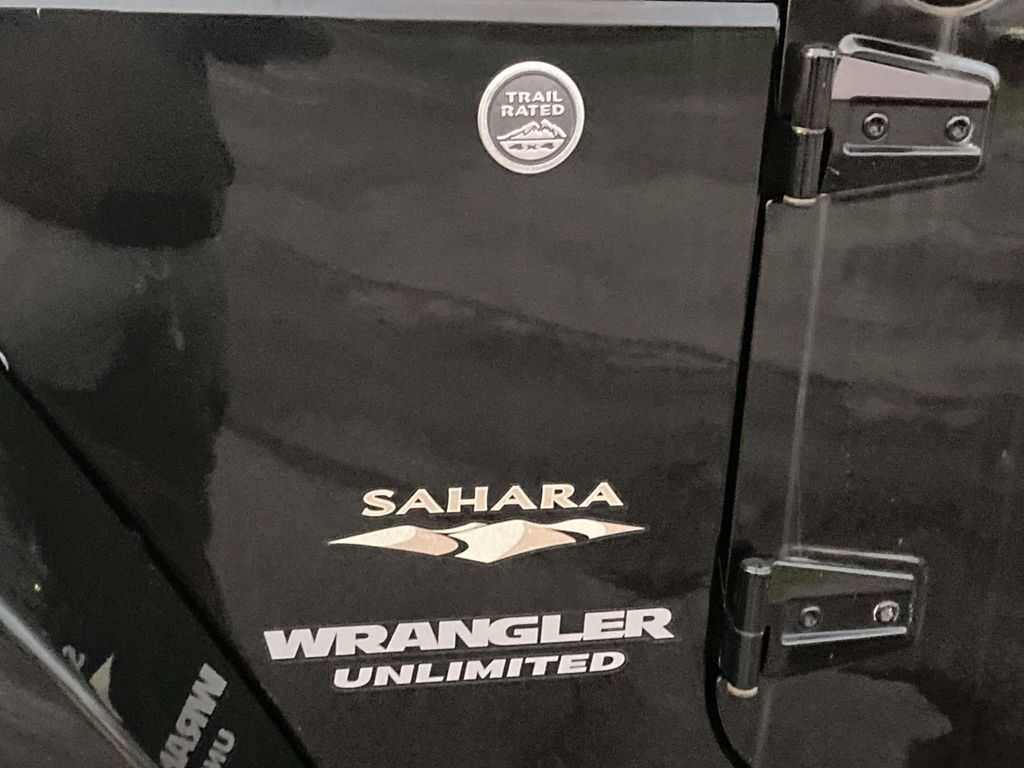 TRAIL
RATED
4x4
SAHARA
WRANGLER
UNLIMITED